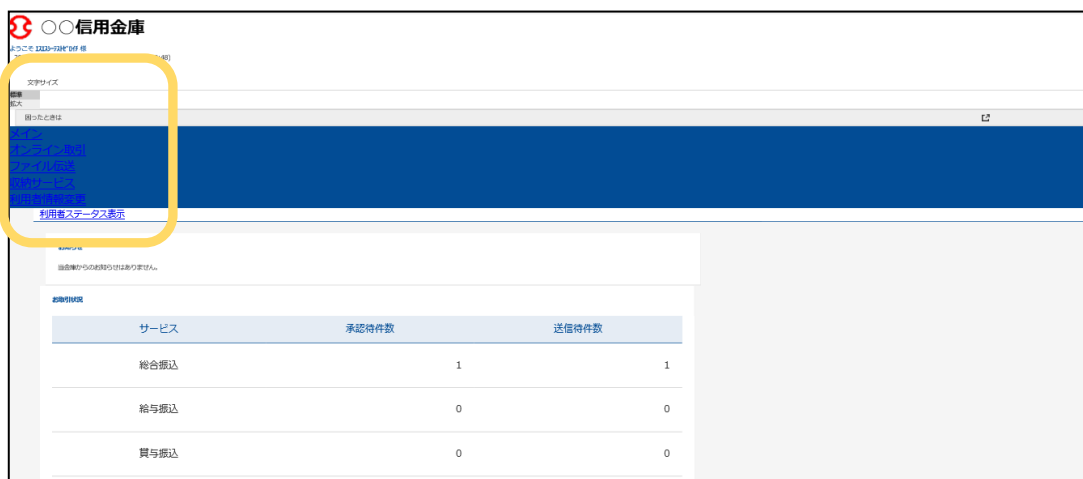 ○○信用金庫
ようこそ
様
文字サイズ
標準
拡大
困ったときは
メイン
オンライン取引
ファイル伝送
収納サービス
利用者情報変更
利用者ステータス表示
お知らせ
当金庫からのお知らせはありません。
お取引状況
サービス 承認待件数 送信待件数
総合振込 1 1
給与振込 0 0
賞与振込 0 0